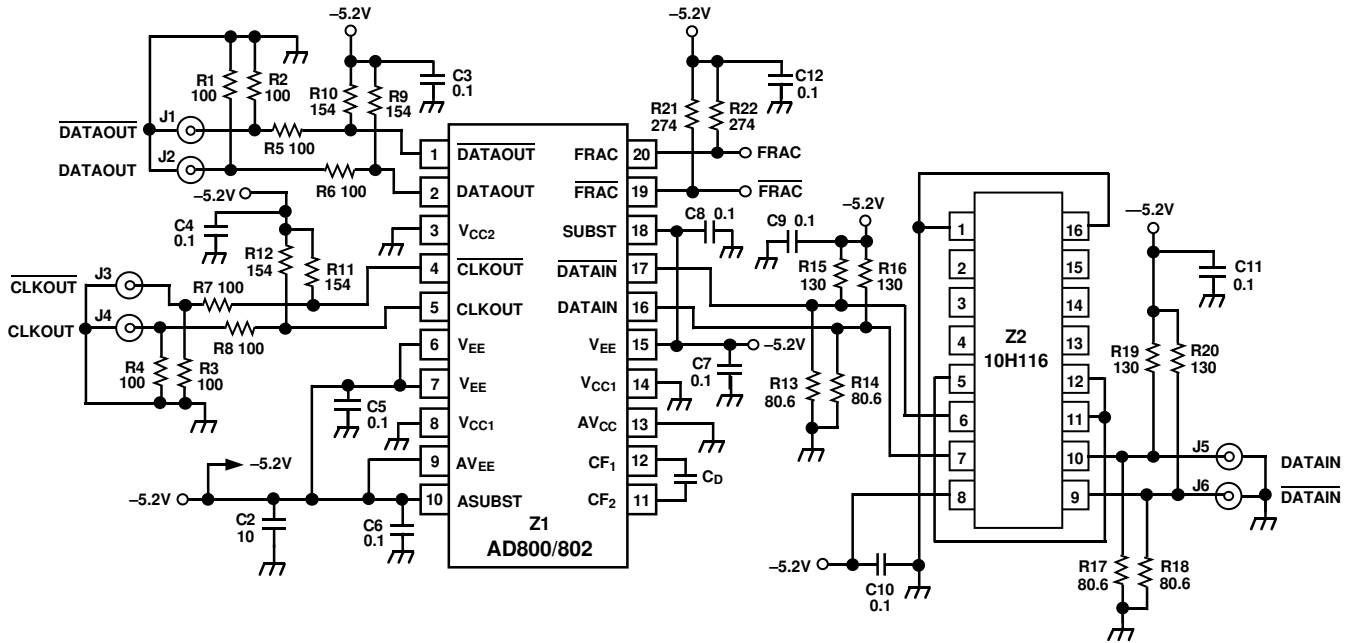 –5.2V
R1
100
R2
100
R10
154
R9
154
C3
0.1
DATAOUT
J1
R5 100
DATAOUT
J2
R6 100
–5.2V
C4
0.1
R12
154
R11
154
CLKOUT
J3
R7 100
CLKOUT
J4
R8 100
R4
100
R3
100
C5
0.1
–5.2V
–5.2V
C2
10
C6
0.1
1 DATAOUT
2 DATAOUT
3 VCC2
4 CLKOUT
5 CLKOUT
6 VEE
7 VEE
8 VCC1
9 AVEE
10 ASUBST
FRAC 20
FRAC 19
SUBST 18
DATAIN 17
DATAIN 16
VEE 15
VCC1 14
AVCC 13
CF1 12
CF2 11
Z1
AD800/802
–5.2V
C12
0.1
R21
274
R22
274
FRAC
FRAC
C8 0.1
C9 0.1
–5.2V
R15
130
R16
130
–5.2V
C7
0.1
R13
80.6
R14
80.6
CD
–5.2V
C10
0.1
1
2
3
4
5
6
7
8
16
15
14
13
12
11
10
9
Z2
10H116
—5.2V
C11
0.1
R19
130
R20
130
J5
DATAIN
J6
DATAIN
R17
80.6
R18
80.6